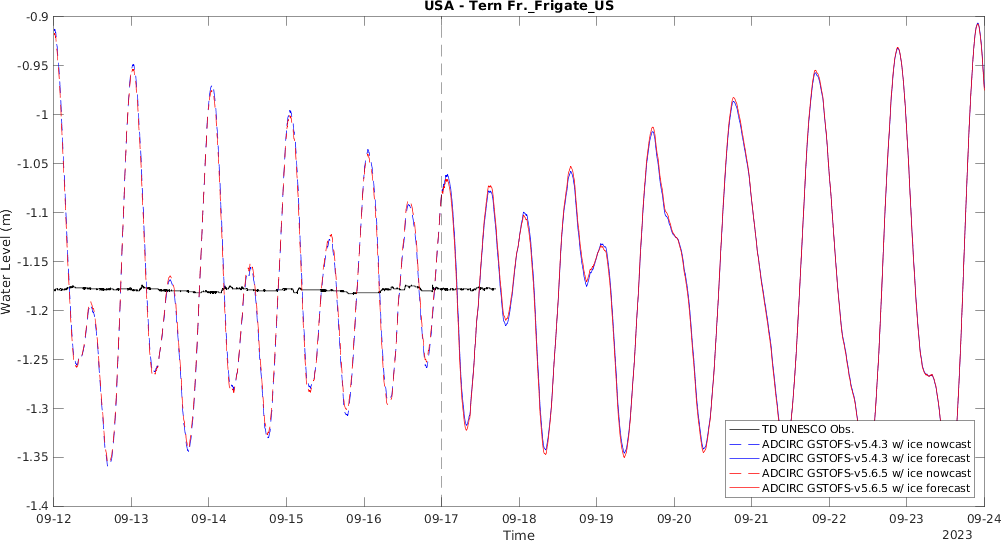 USA - Tern Fr._Frigate_US
-0.9
-0.95
-1
-1.05
-1.1
-1.15
-1.2
-1.25
-1.3
-1.35
-1.4
Water Level (m)
TD UNESCO Obs.
ADCIRC GSTOFS-v5.4.3 w/ ice nowcast
ADCIRC GSTOFS-v5.4.3 w/ ice forecast
ADCIRC GSTOFS-v5.6.5 w/ ice nowcast
ADCIRC GSTOFS-v5.6.5 w/ ice forecast
09-12 09-13 09-14 09-15 09-16 09-17 09-18 09-19 09-20 09-21 09-22 09-23 09-24
Time
2023